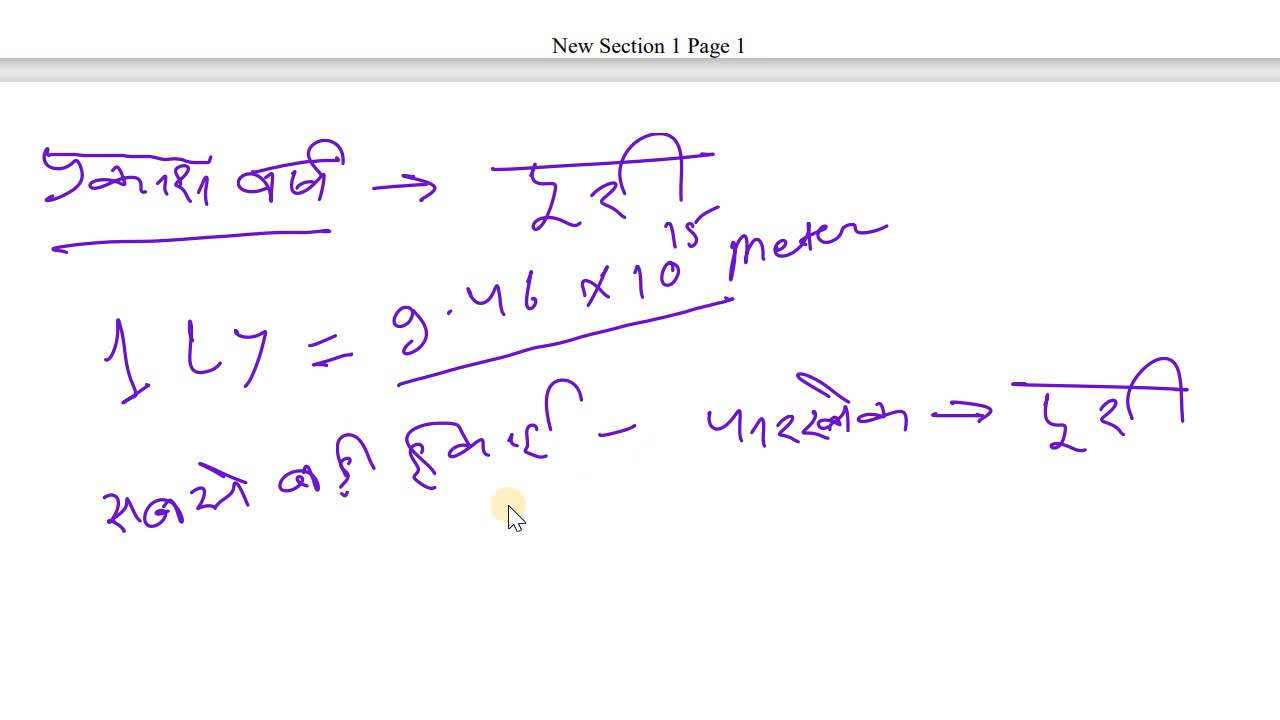 New Section 1 Page 1
प्रकाश वर्ष → दूरी
1 Ly = 9.46 × 10¹⁵ Meter
सबसे बड़ी इकाई – पारसेक → दूरी